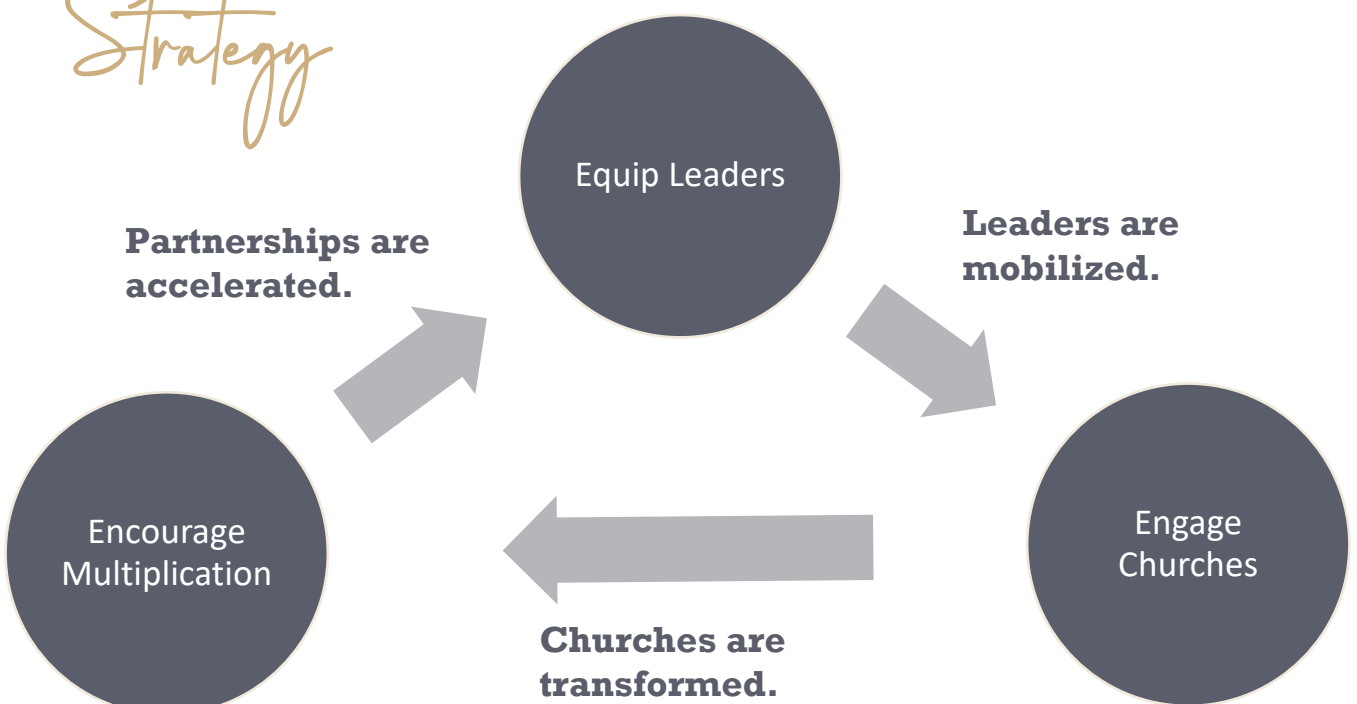 Strategy
Equip Leaders
Leaders are
mobilized.
Partnerships are
accelerated.
Engage
Churches
Encourage
Multiplication
Churches are
transformed.